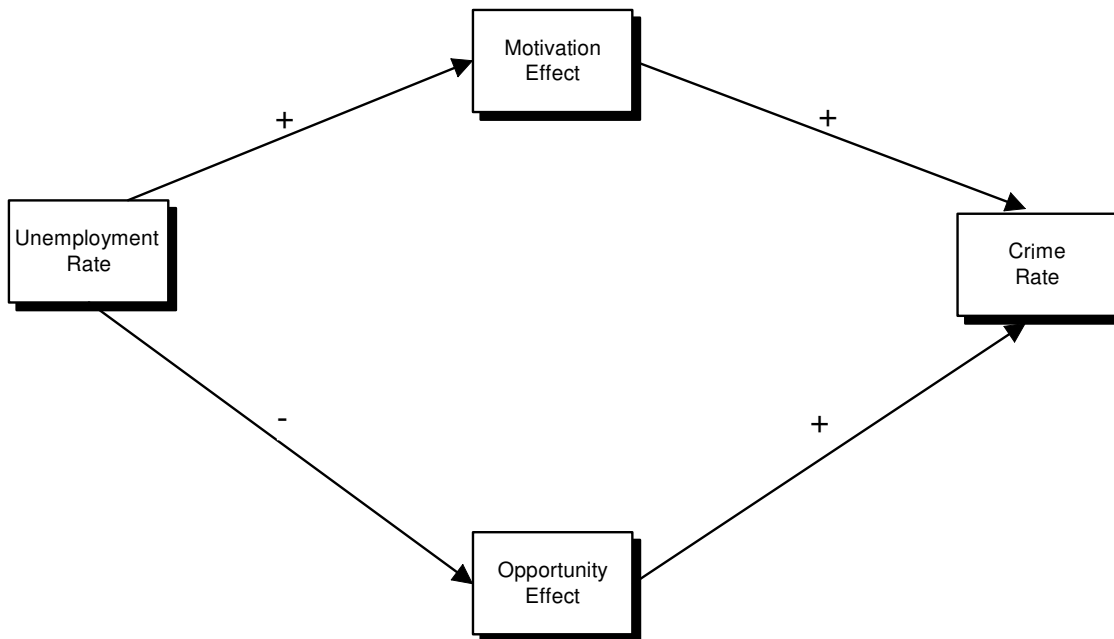 Motivation
Effect
+
+
Unemployment
Rate
Crime
Rate
-
+
Opportunity
Effect